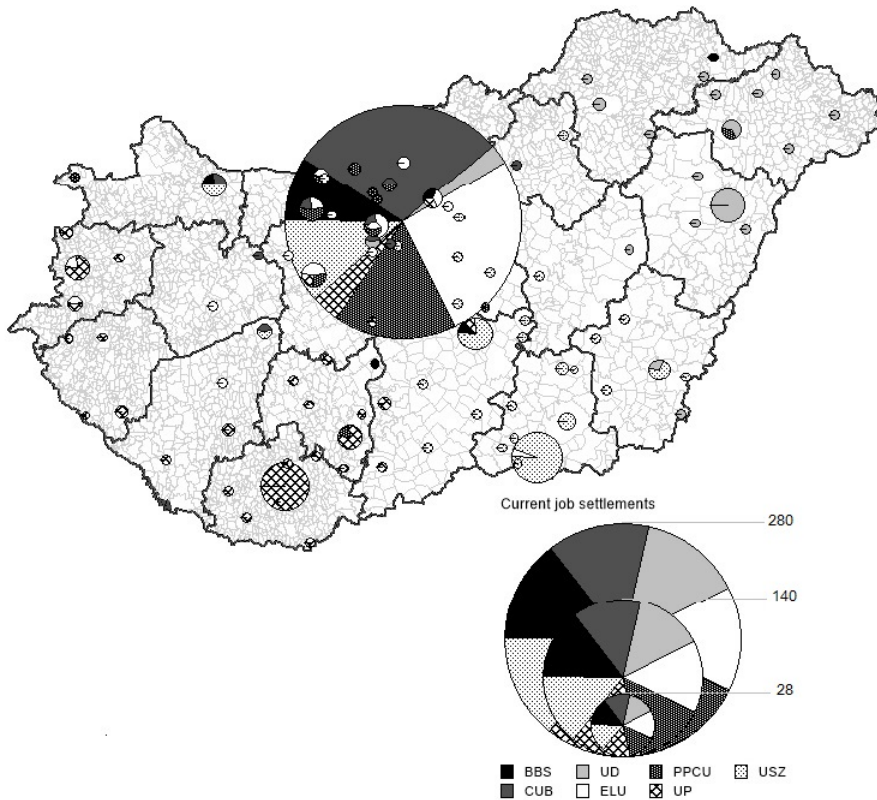 Current job settlements
280
140
28
BBS UD PPCU USZ
CUB ELU UP